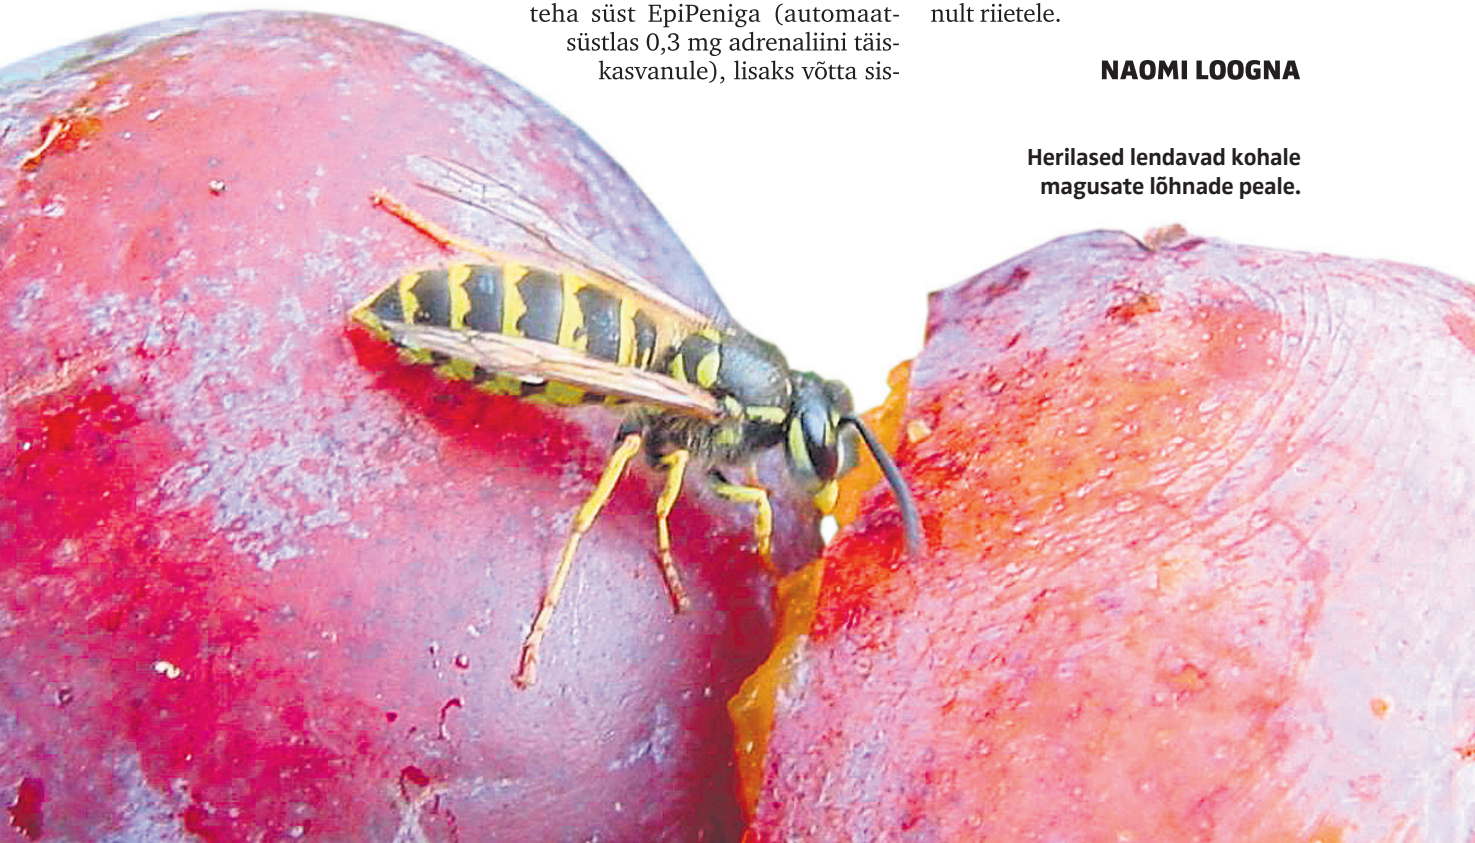 teha süst EpiPeniga (automaat-
süstlas 0,3 mg adrenaliini täis-
kasvanule), lisaks võtta sis-
nult riietele.
NAOMI LOOGNA
Herilased lendavad kohale
magusate lõhnade peale.